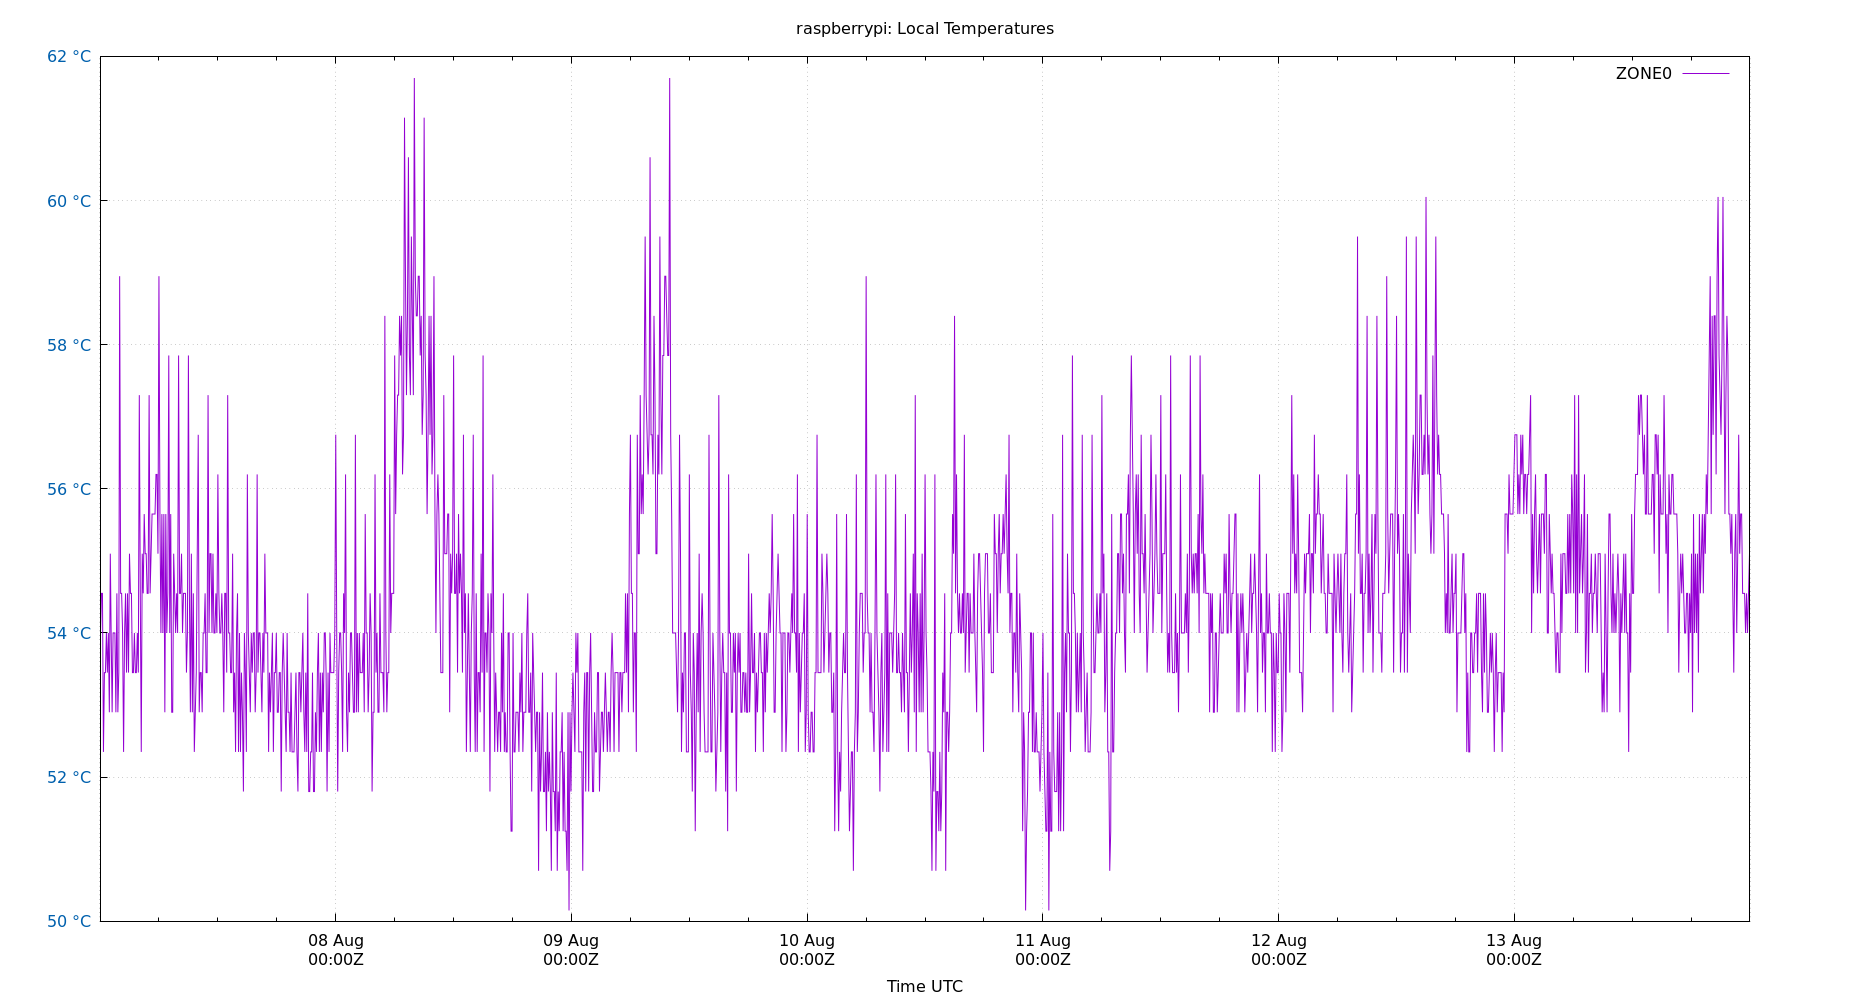 raspberrypi: Local Temperatures
62 °C
ZONE0
60 °C
58 °C
56 °C
54 °C
52 °C
50 °C
08 Aug
00:00Z
09 Aug
00:00Z
10 Aug
00:00Z
11 Aug
00:00Z
12 Aug
00:00Z
13 Aug
00:00Z
Time UTC